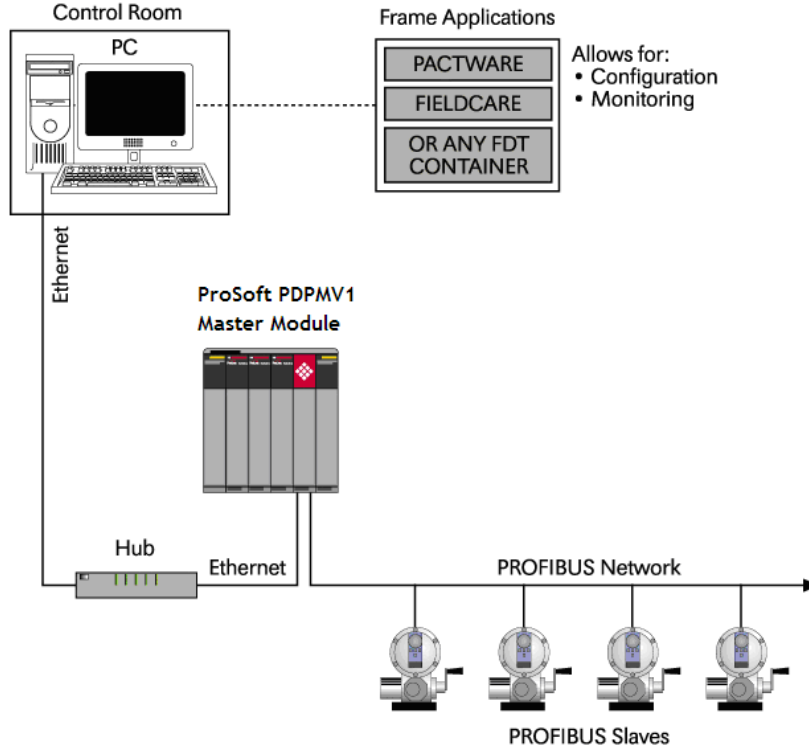 Control Room
PC
Frame Applications
PACTWARE
FIELDCARE
OR ANY FDT
CONTAINER
Allows for:
• Configuration
• Monitoring
Ethernet
ProSoft PDPMV1
Master Module
Hub
Ethernet
PROFIBUS Network
PROFIBUS Slaves